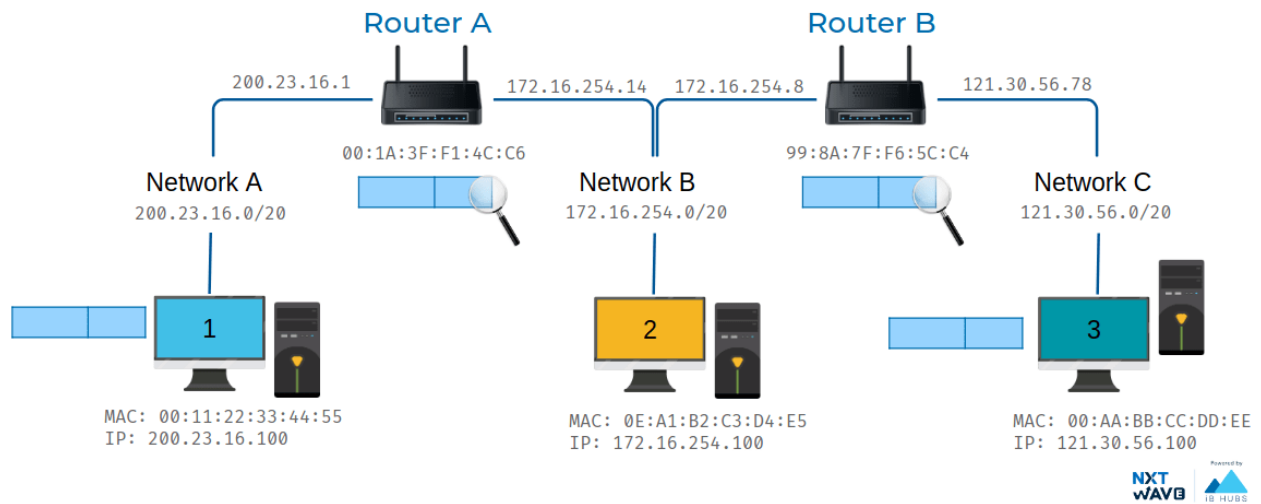 Router A
Router B
200.23.16.1
172.16.254.14
172.16.254.8
121.30.56.78
00:1A:3F:F1:4C:C6
99:8A:7F:F6:5C:C4
Network A
200.23.16.0/20
Network B
172.16.254.0/20
Network C
121.30.56.0/20
1
2
3
MAC: 00:11:22:33:44:55
IP: 200.23.16.100
MAC: 0E:A1:B2:C3:D4:E5
IP: 172.16.254.100
MAC: 00:AA:BB:CC:DD:EE
IP: 121.30.56.100
NXT
WAVE
Powered by
iB HUBS